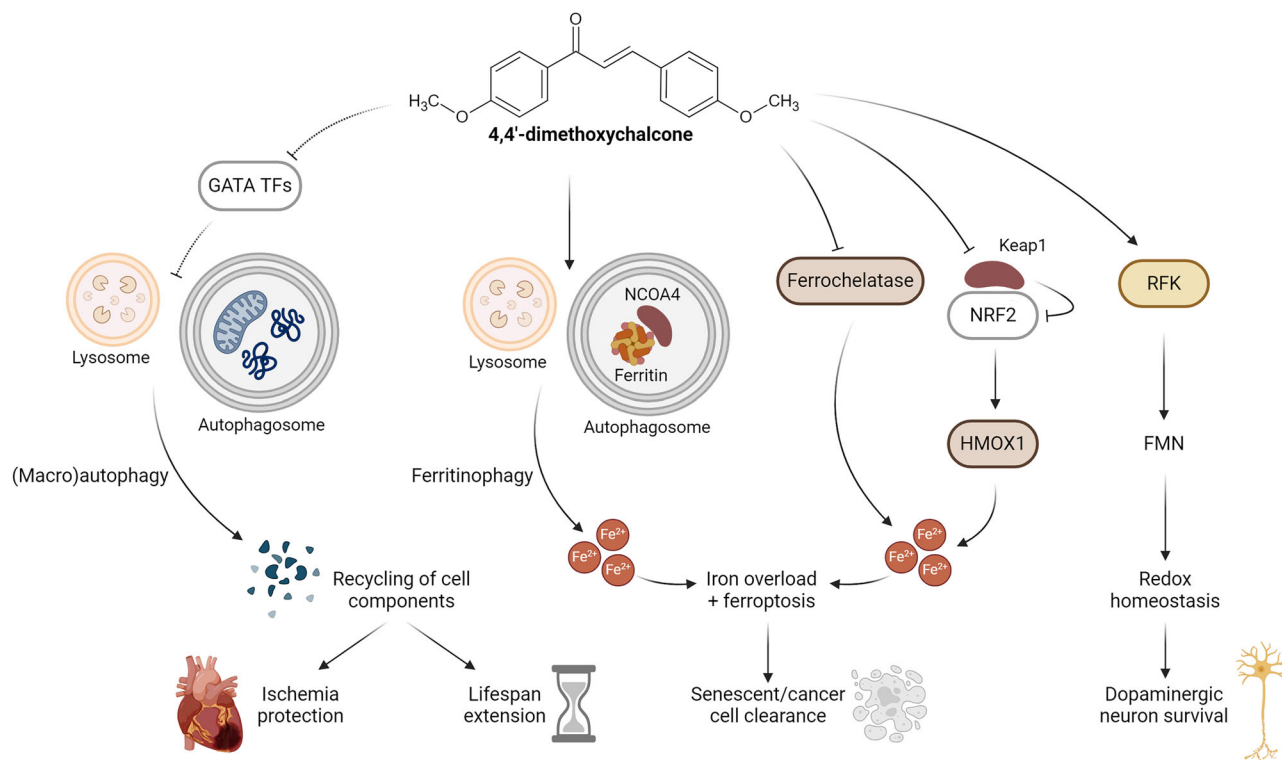 O
H₃C
O
O
CH₃
4,4'-dimethoxychalcone
GATA TFs
Lysosome
Autophagosome
(Macro)autophagy
Recycling of cell
components
Ischemia
protection
Lifespan
extension
Lysosome
NCOA4
Ferritin
Autophagosome
Ferritinophagy
Fe²⁺
Fe²⁺
Fe²⁺
Iron overload
+ ferroptosis
Senescent/cancer
cell clearance
Ferrochelatase
Keap1
NRF2
HMOX1
Fe²⁺
Fe²⁺
Fe²⁺
RFK
FMN
Redox
homeostasis
Dopaminergic
neuron survival